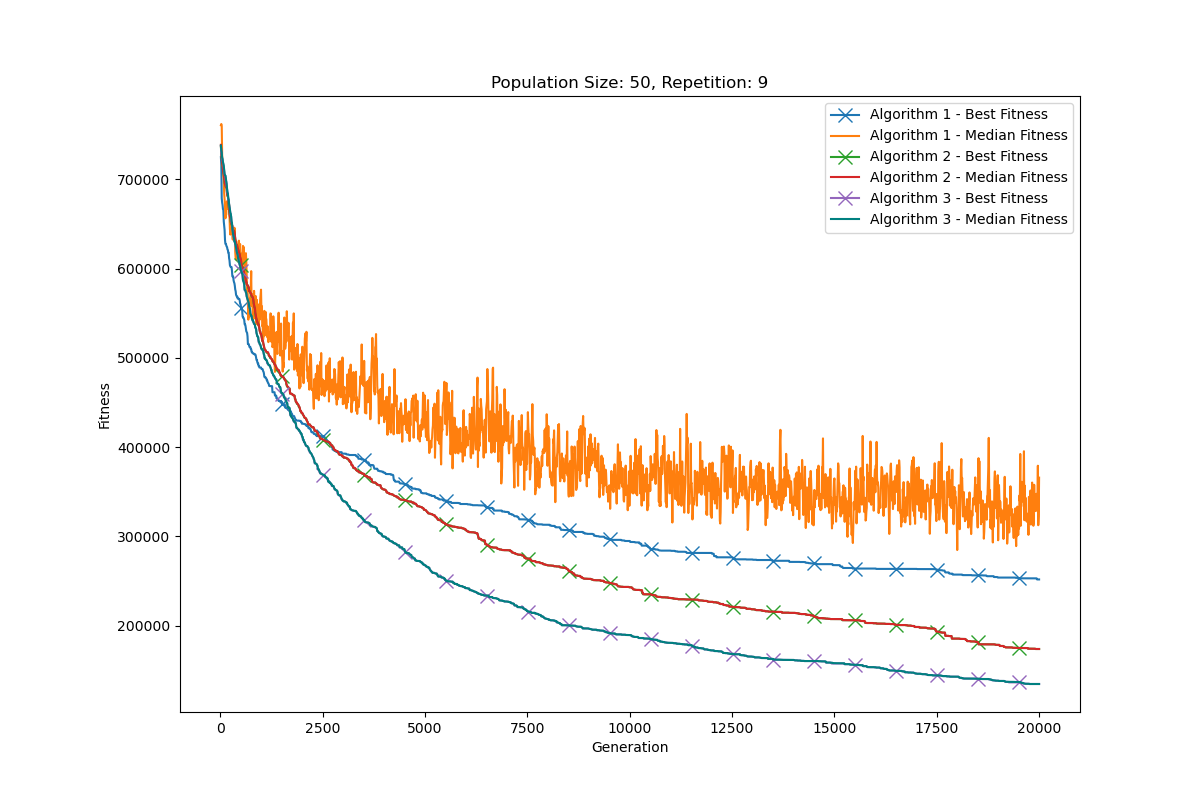 Population Size: 50, Repetition: 9
Algorithm 1 - Best Fitness
Algorithm 1 - Median Fitness
Algorithm 2 - Best Fitness
Algorithm 2 - Median Fitness
Algorithm 3 - Best Fitness
Algorithm 3 - Median Fitness
700000
600000
500000
400000
300000
200000
Fitness
0 2500 5000 7500 10000 12500 15000 17500 20000
Generation